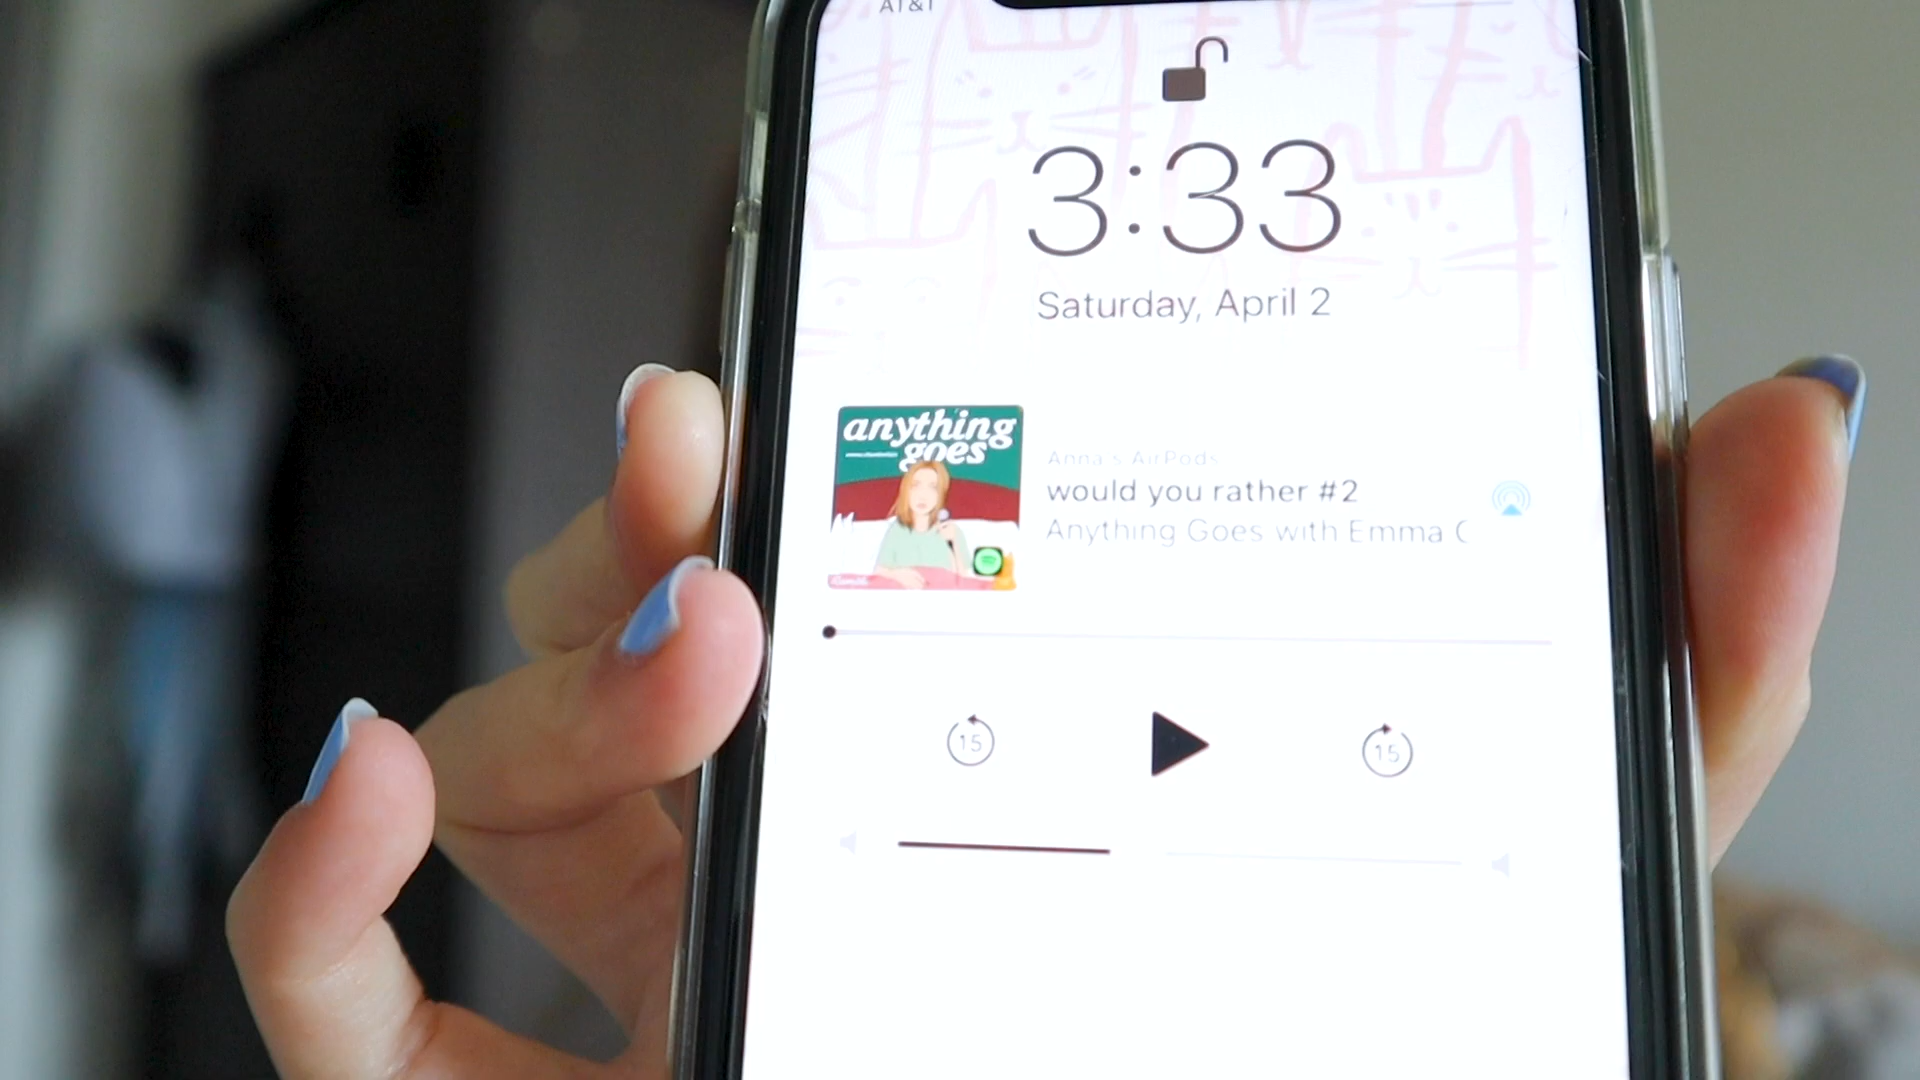 AT&T
3:33
Saturday, April 2
anything
goes
Anna's AirPods
would you rather #2
Anything Goes with Emma C
15
15